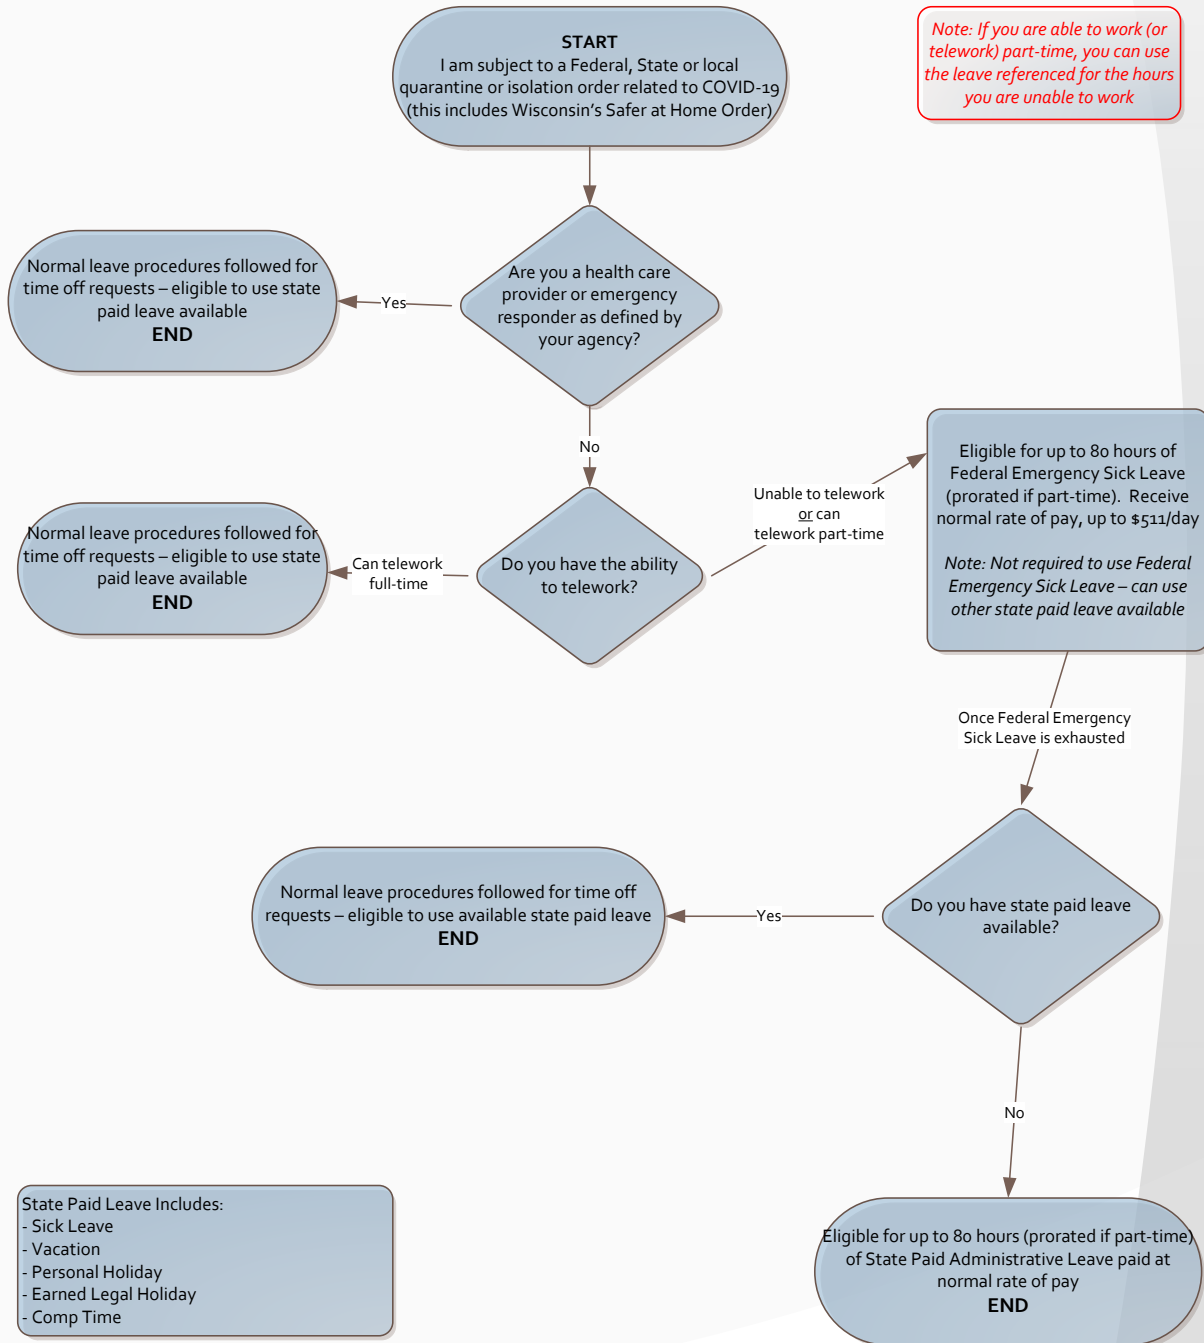 START
I am subject to a Federal, State or local
quarantine or isolation order related to COVID-19
(this includes Wisconsin's Safer at Home Order)
Note: If you are able to work (or
telework) part-time, you can use
the leave referenced for the hours
you are unable to work
Are you a health care
provider or emergency
responder as defined by
your agency?
Yes
Normal leave procedures followed for
time off requests – eligible to use state
paid leave available
END
No
Do you have the ability
to telework?
Can telework
full-time
Normal leave procedures followed for
time off requests – eligible to use state
paid leave available
END
Unable to telework
or can
telework part-time
Eligible for up to 80 hours of
Federal Emergency Sick Leave
(prorated if part-time). Receive
normal rate of pay, up to $511/day
Note: Not required to use Federal
Emergency Sick Leave – can use
other state paid leave available
Once Federal Emergency
Sick Leave is exhausted
Do you have state paid leave
available?
Yes
Normal leave procedures followed for time off
requests – eligible to use available state paid leave
END
No
Eligible for up to 80 hours (prorated if part-time)
of State Paid Administrative Leave paid at
normal rate of pay
END
State Paid Leave Includes:
- Sick Leave
- Vacation
- Personal Holiday
- Earned Legal Holiday
- Comp Time